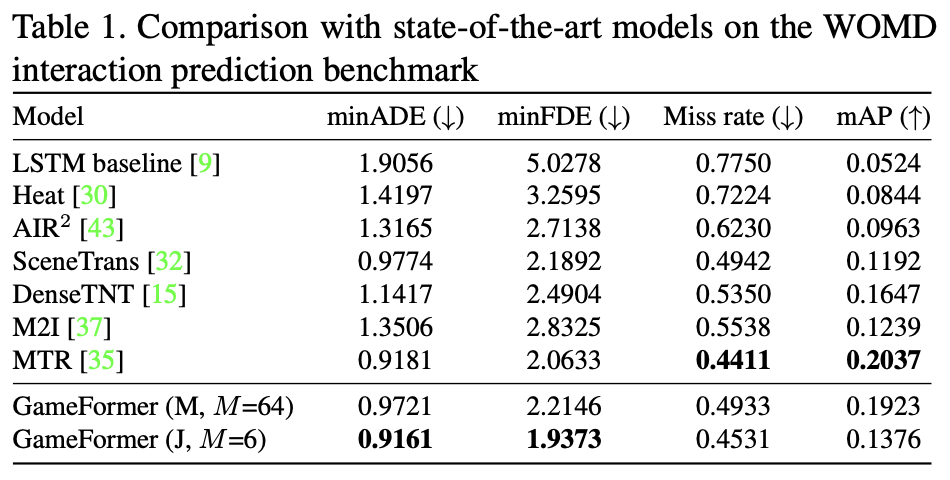 Table 1. Comparison with state-of-the-art models on the WOMD
interaction prediction benchmark
Model minADE (↓) minFDE (↓) Miss rate (↓) mAP (↑)
LSTM baseline [9] 1.9056 5.0278 0.7750 0.0524
Heat [30] 1.4197 3.2595 0.7224 0.0844
AIR² [43] 1.3165 2.7138 0.6230 0.0963
SceneTrans [32] 0.9774 2.1892 0.4942 0.1192
DenseTNT [15] 1.1417 2.4904 0.5350 0.1647
M2I [37] 1.3506 2.8325 0.5538 0.1239
MTR [35] 0.9181 2.0633 0.4411 0.2037
GameFormer (M, M=64) 0.9721 2.2146 0.4933 0.1923
GameFormer (J, M=6) 0.9161 1.9373 0.4531 0.1376